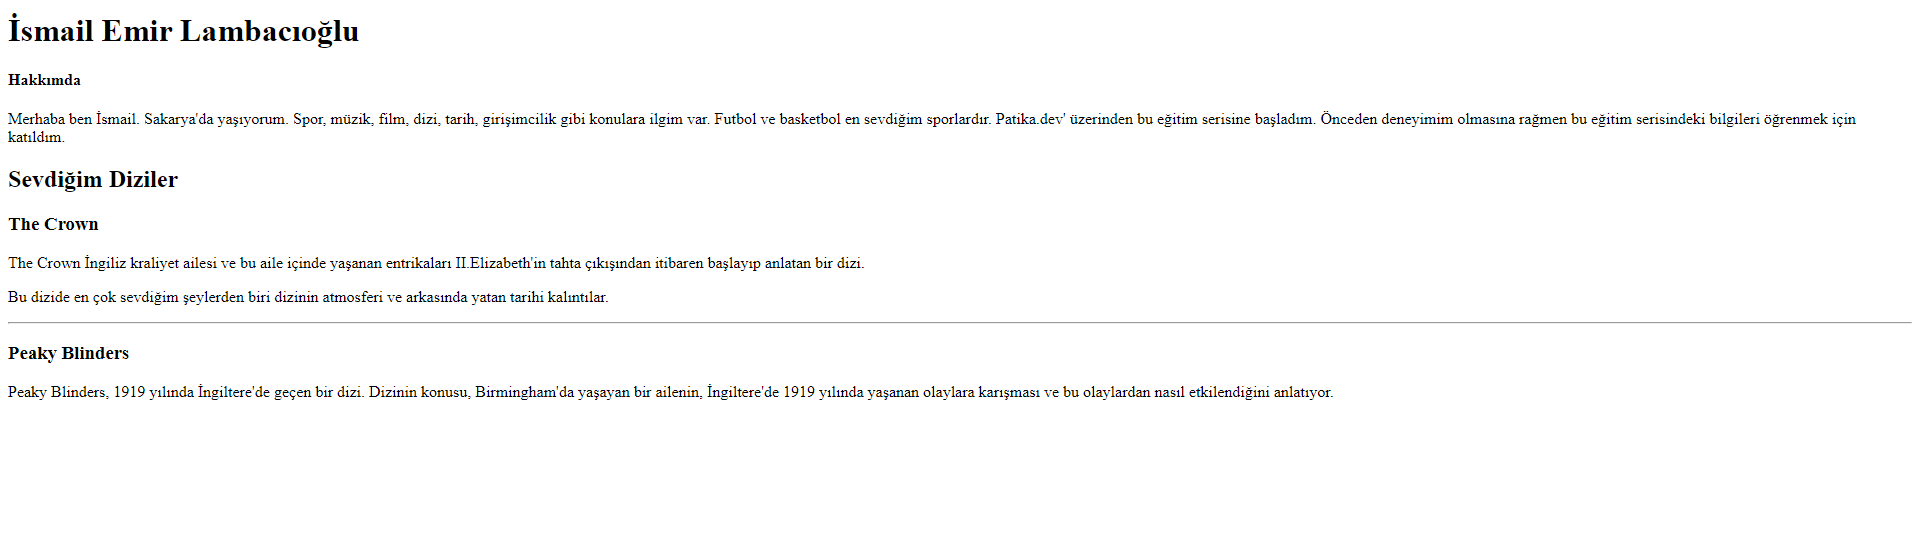 İsmail Emir Lambacıoğlu
Hakkımda
Merhaba ben İsmail. Sakarya'da yaşıyorum. Spor, müzik, film, dizi, tarih, girişimcilik gibi konulara ilgim var. Futbol ve basketbol en sevdiğim sporlardır. Patika.dev' üzerinden bu eğitim serisine başladım. Önceden deneyimim olmasına rağmen bu eğitim serisindeki bilgileri öğrenmek için
katıldım.
Sevdiğim Diziler
The Crown
The Crown İngiliz kraliyet ailesi ve bu aile içinde yaşanan entrikaları II.Elizabeth'in tahta çıkışından itibaren başlayıp anlatan bir dizi.
Bu dizide en çok sevdiğim şeylerden biri dizinin atmosferi ve arkasında yatan tarihi kalıntılar.
Peaky Blinders
Peaky Blinders, 1919 yılında İngiltere'de geçen bir dizi. Dizinin konusu, Birmingham'da yaşayan bir ailenin, İngiltere'de 1919 yılında yaşanan olaylara karışması ve bu olaylardan nasıl etkilendiğini anlatıyor.